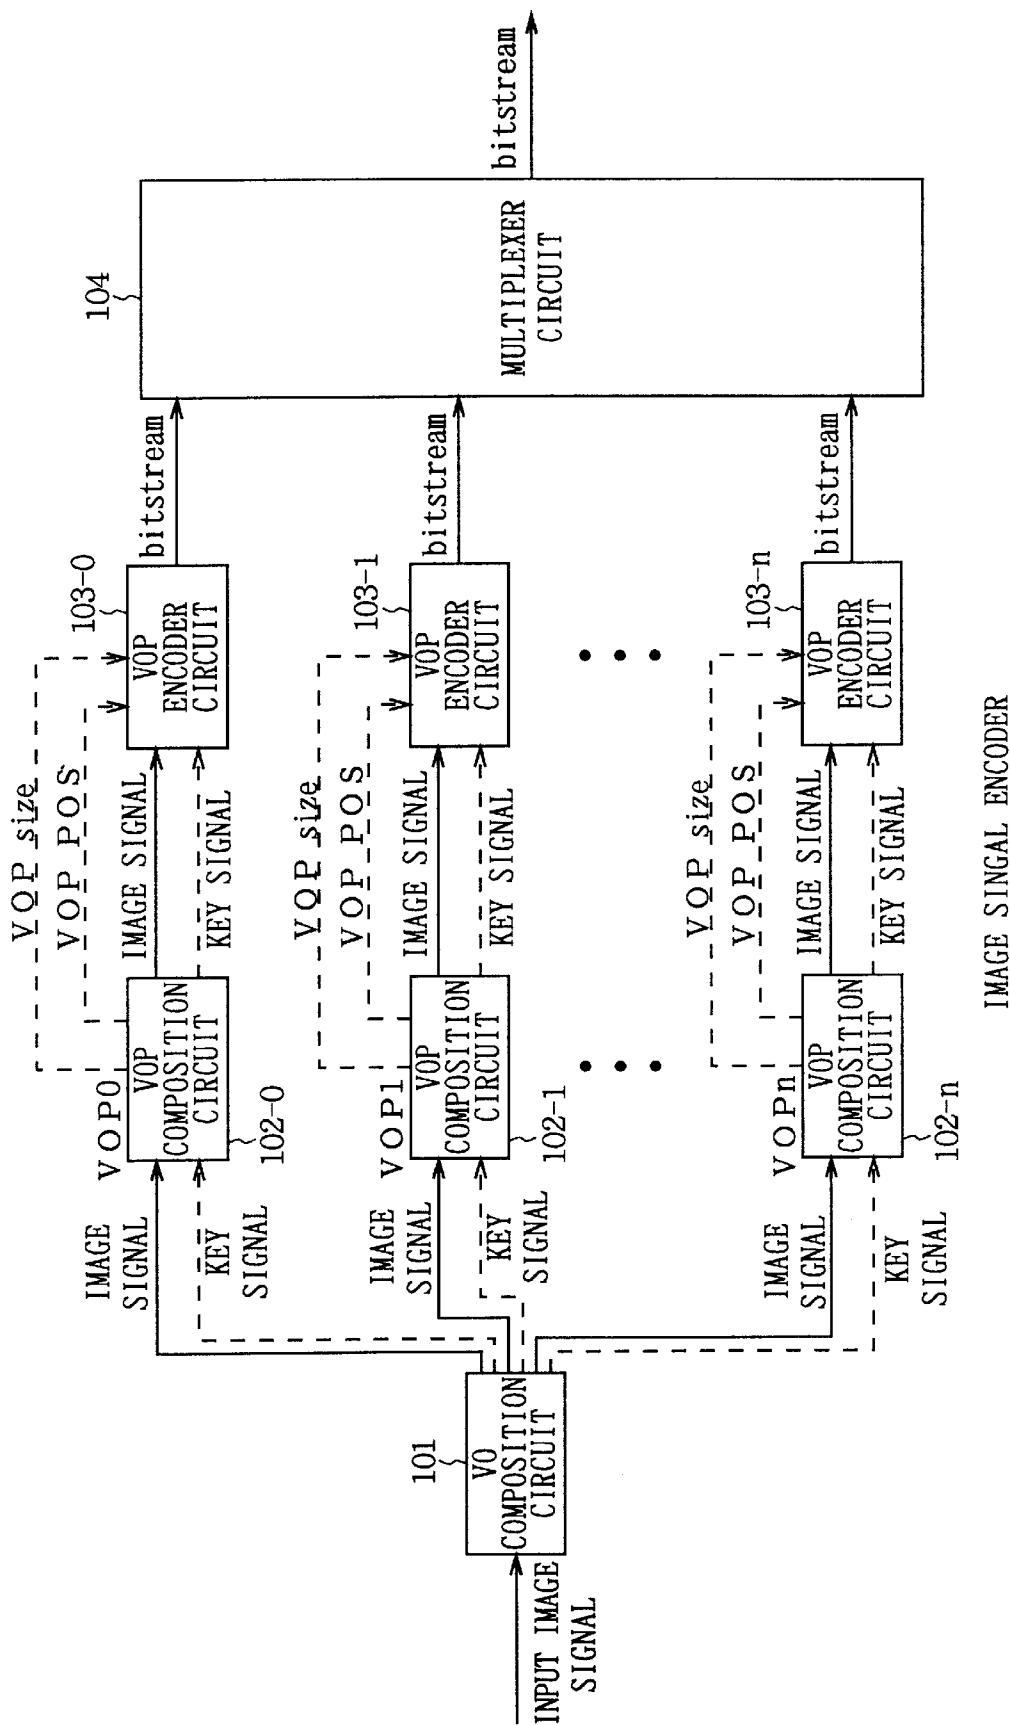 INPUT IMAGE
SIGNAL
101
VO
COMPOSITION
CIRCUIT
IMAGE
SIGNAL
KEY
SIGNAL
VOP0
VOP
COMPOSITION
CIRCUIT
102-0
VOP size
VOP POS
IMAGE SIGNAL
KEY SIGNAL
103-0
VOP
ENCODER
CIRCUIT
bitstream
IMAGE
SIGNAL
KEY
SIGNAL
VOP1
VOP
COMPOSITION
CIRCUIT
102-1
VOP size
VOP POS
IMAGE SIGNAL
KEY SIGNAL
103-1
VOP
ENCODER
CIRCUIT
bitstream
IMAGE
SIGNAL
KEY
SIGNAL
VOPn
VOP
COMPOSITION
CIRCUIT
102-n
VOP size
VOP POS
IMAGE SIGNAL
KEY SIGNAL
103-n
VOP
ENCODER
CIRCUIT
bitstream
104
MULTIPLEXER
CIRCUIT
bitstream
IMAGE SINGAL ENCODER